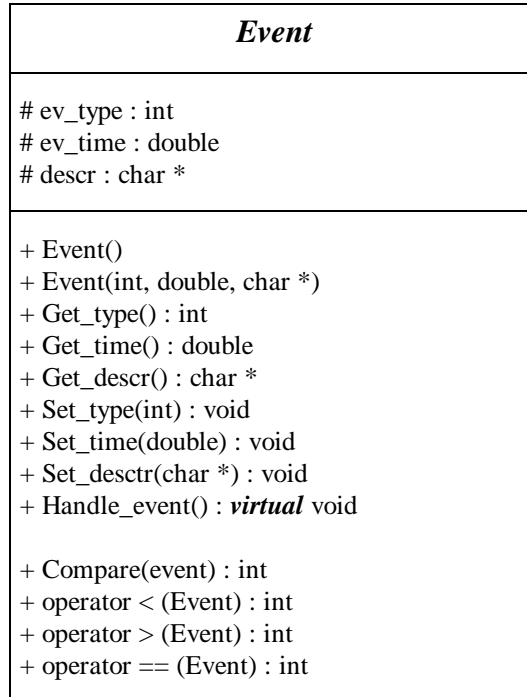 Event
# ev_type : int
# ev_time : double
# descr : char *
+ Event()
+ Event(int, double, char *)
+ Get_type() : int
+ Get_time() : double
+ Get_descr() : char *
+ Set_type(int) : void
+ Set_time(double) : void
+ Set_desctr(char *) : void
+ Handle_event() : virtual void
+ Compare(event) : int
+ operator < (Event) : int
+ operator > (Event) : int
+ operator == (Event) : int